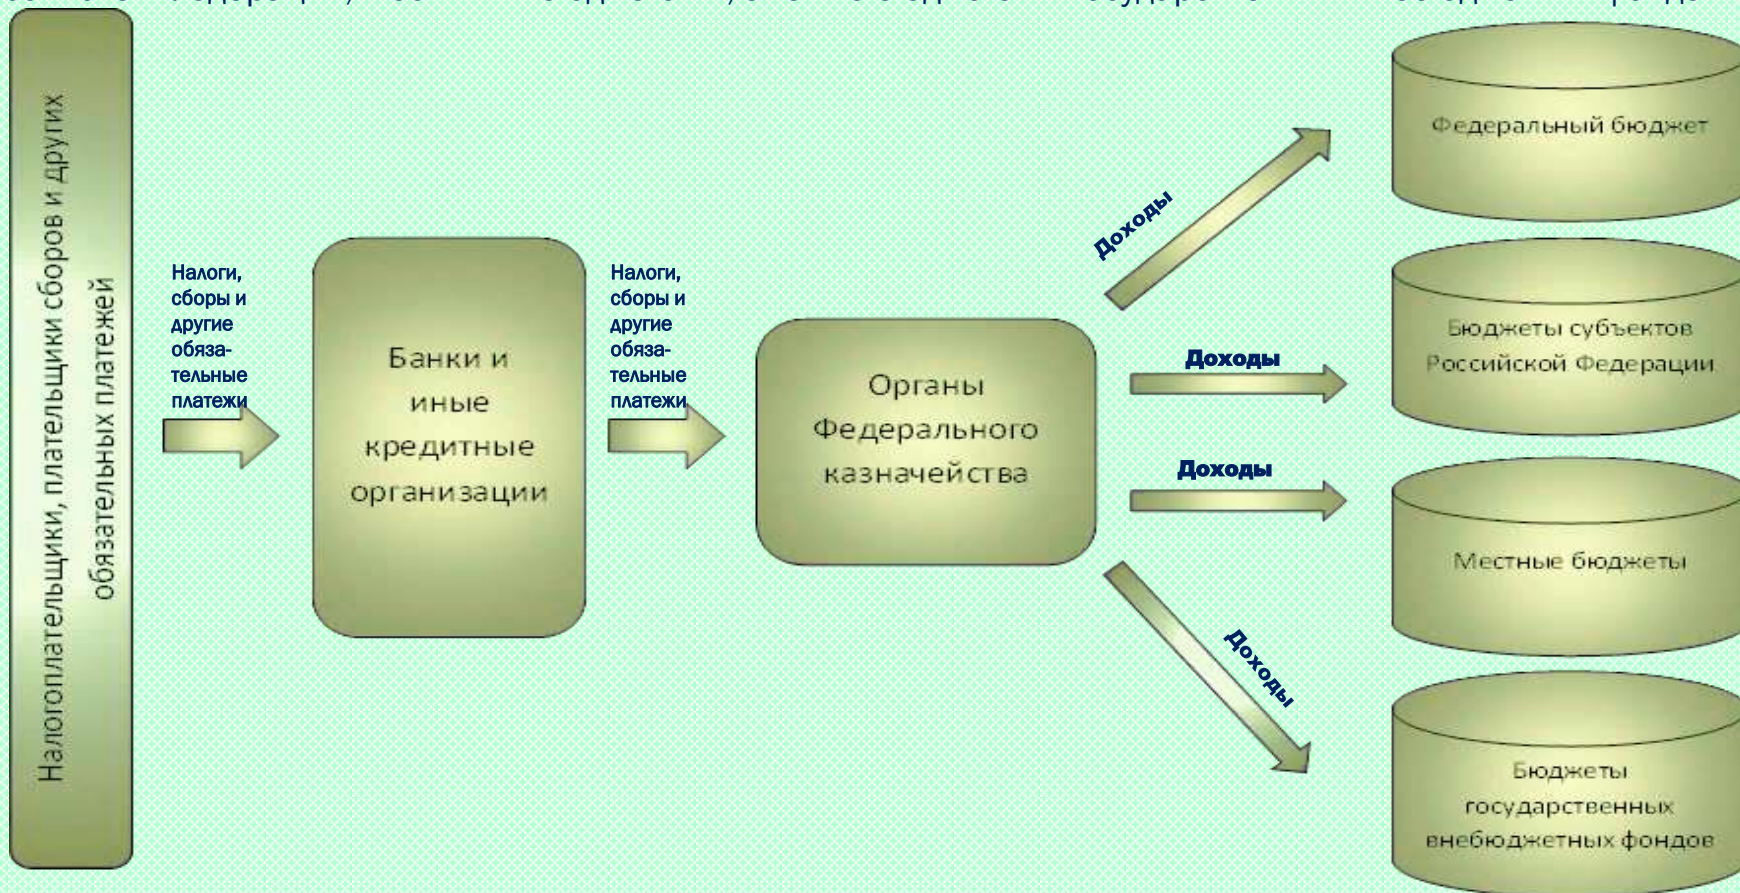 Налогоплательщики, плательщики сборов и других
обязательных платежей
Налоги,
сборы и
другие
обяза-
тельные
платежи
Банки и
иные
кредитные
организации
Налоги,
сборы и
другие
обяза-
тельные
платежи
Органы
Федерального
казначейства
Доходы
Доходы
Доходы
Доходы
Федеральный бюджет
Бюджеты субъектов
Российской Федерации
Местные бюджеты
Бюджеты
государственных
внебюджетных фондов